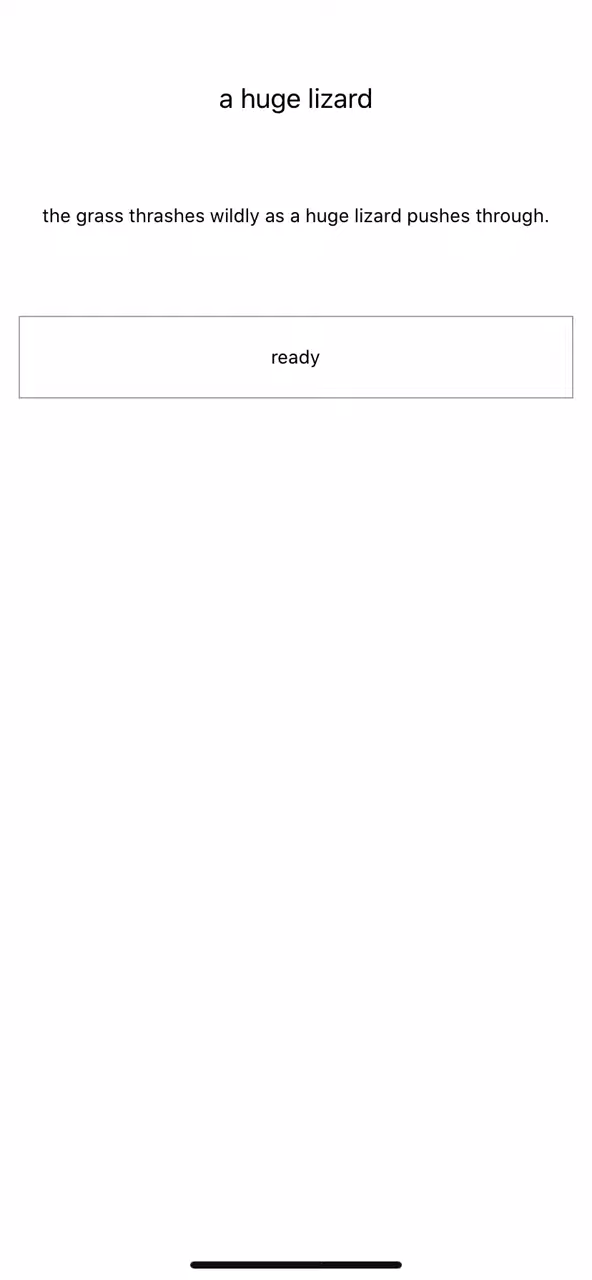 a huge lizard
the grass thrashes wildly as a huge lizard pushes through.
ready